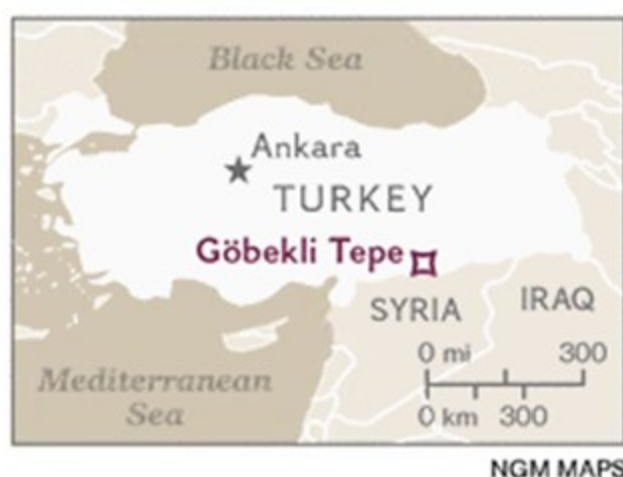 Black Sea
Ankara
TURKEY
Göbekli Tepe
SYRIA
IRAQ
0 mi 300
0 km 300
Mediterranean
Sea
NGM MAPS